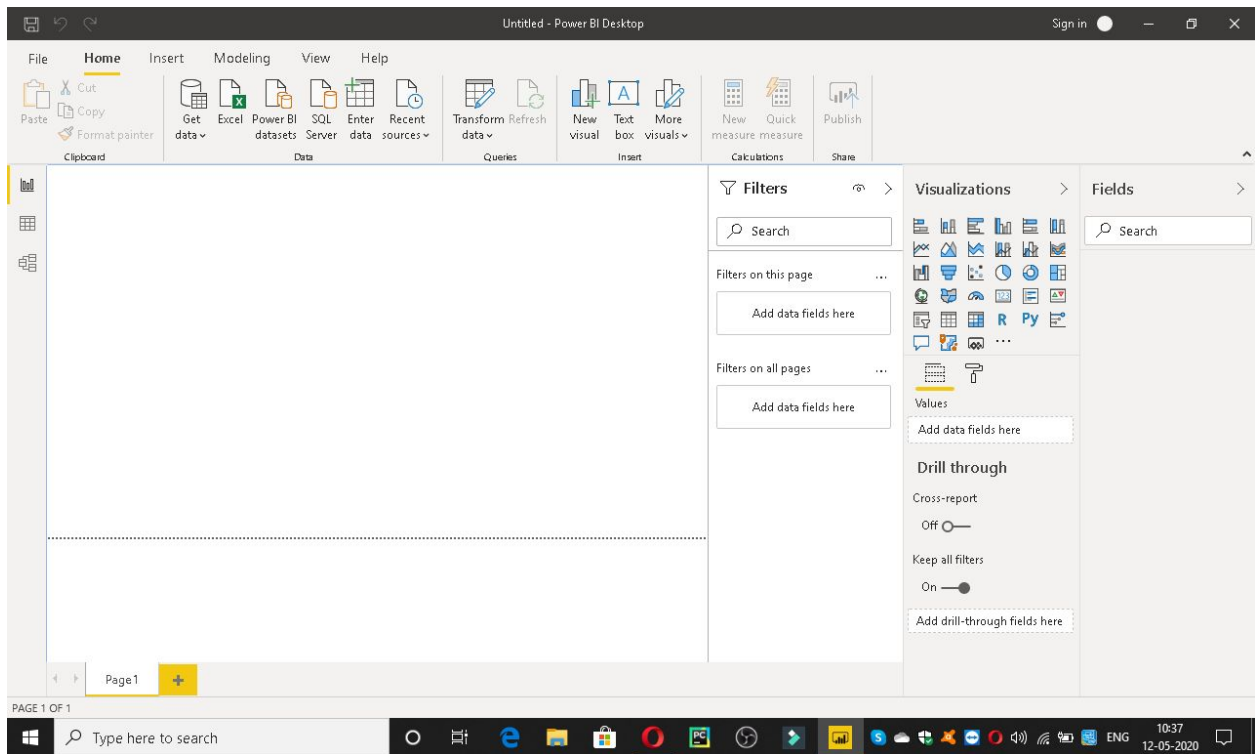 Untitled - Power BI Desktop
Sign in
File Home Insert Modeling View Help
Paste
Cut
Copy
Format painter
Clipboard
Get data
Excel
Power BI datasets
SQL Server
Enter data
Recent sources
Data
Transform data
Refresh
Queries
New visual
Text box
More visuals
Insert
New measure
Quick measure
Calculations
Publish
Share
Filters
Search
Filters on this page ...
Add data fields here
Filters on all pages ...
Add data fields here
Visualizations
123
R Py
...
Values
Add data fields here
Drill through
Cross-report
Off
Keep all filters
On
Add drill-through fields here
Fields
Search
Page1
+
PAGE 1 OF 1
Type here to search
PC
S
ENG
10:37
12-05-2020